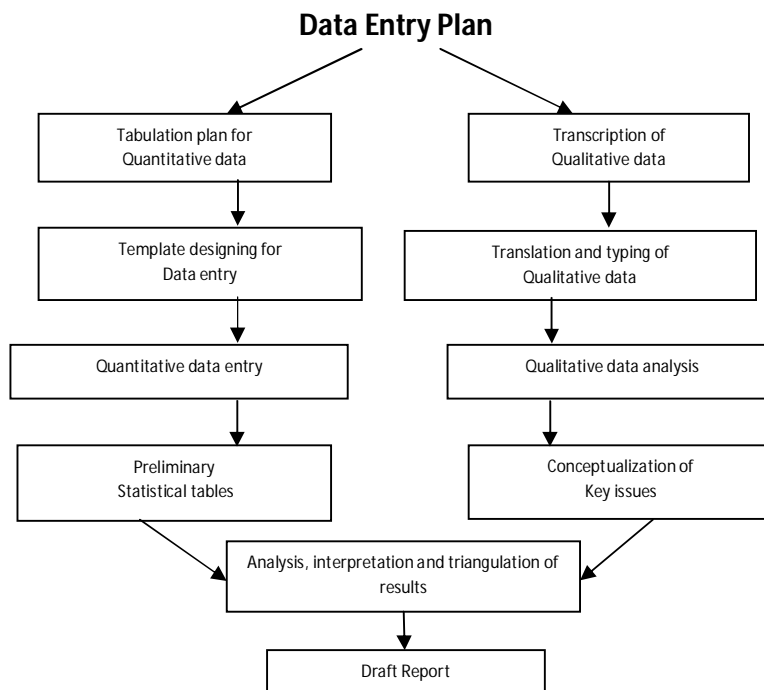 Data Entry Plan
Tabulation plan for
Quantitative data
Transcription of
Qualitative data
Template designing for
Data entry
Translation and typing of
Qualitative data
Quantitative data entry
Qualitative data analysis
Preliminary
Statistical tables
Conceptualization of
Key issues
Analysis, interpretation and triangulation of
results
Draft Report